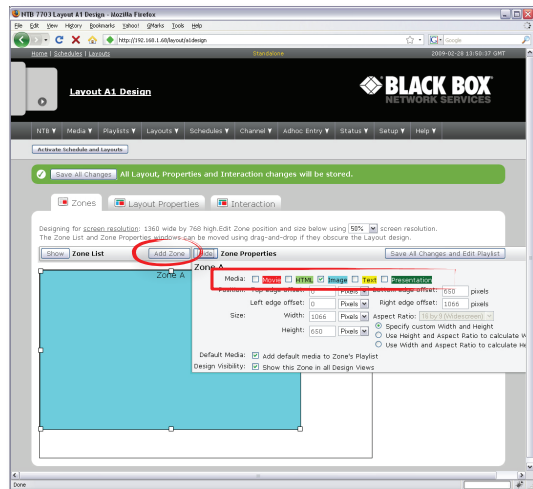 NTB 7703 Layout A1 Design - Mozilla Firefox
File Edit View History Bookmarks Yahoo! GMarks Tools Help
http://192.168.1.60/layout/a1design
Google
Home | Schedules | Layouts
Standalone
2009-02-28 13:50:37 GMT
Layout A1 Design
BLACK BOX
NETWORK SERVICES
NTB Media Playlists Layouts Schedules Channel Adhoc Entry Status Setup Help
Activate Schedule and Layouts
Save All Changes All Layout, Properties and Interaction changes will be stored.
Zones Layout Properties Interaction
Designing for screen resolution: 1360 wide by 768 high.Edit Zone position and size below using 50% screen resolution.
The Zone List and Zone Properties windows can be moved using drag-and-drop if they obscure the Layout design.
Show Zone List Add Zone Hide Zone Properties Save All Changes and Edit Playlist
Zone A
Zone A
Media: Movie HTML Image Text Presentation
Position: Top edge offset: 0 Pixels Bottom edge offset: 650 pixels
Left edge offset: 0 Pixels Right edge offset: 1066 pixels
Size: Width: 1066 Pixels Aspect Ratio: 16 by 9 (Widescreen)
Height: 650 Pixels
Specify custom Width and Height
Use Height and Aspect Ratio to calculate W
Use Width and Aspect Ratio to calculate He
Default Media: Add default media to Zone's Playlist
Design Visibility: Show this Zone in all Design Views
Done